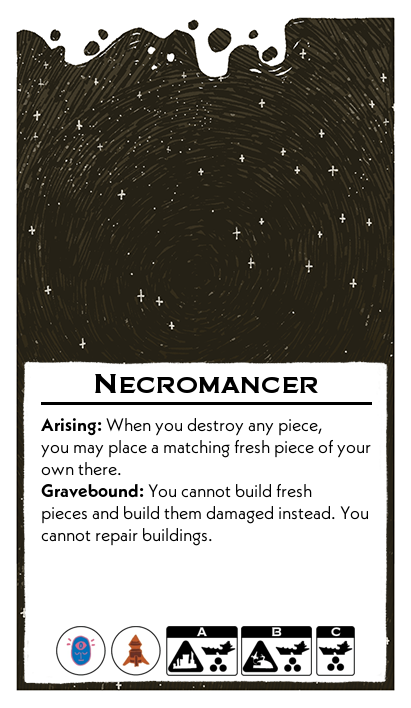 NECROMANCER
Arising: When you destroy any piece,
you may place a matching fresh piece of your
own there.
Gravebound: You cannot build fresh
pieces and build them damaged instead. You
cannot repair buildings.
A B C